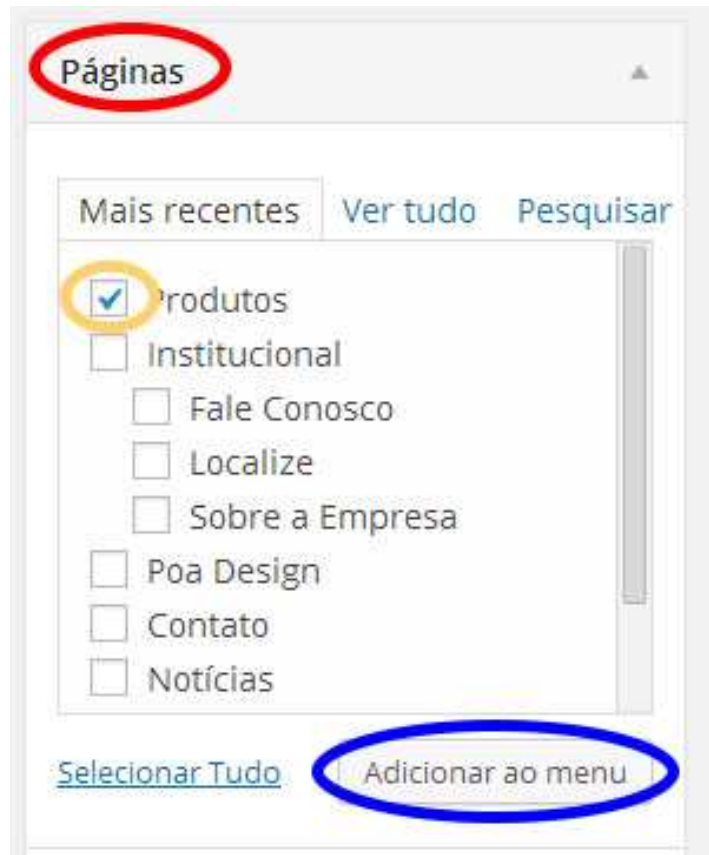 Páginas
Mais recentes Ver tudo Pesquisar
Produtos
Institucional
Fale Conosco
Localize
Sobre a Empresa
Poa Design
Contato
Notícias
Selecionar Tudo Adicionar ao menu